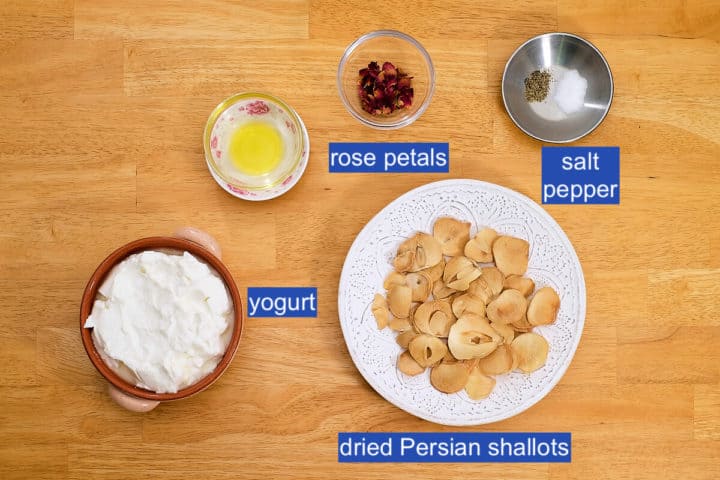 rose petals
salt
pepper
yogurt
dried Persian shallots